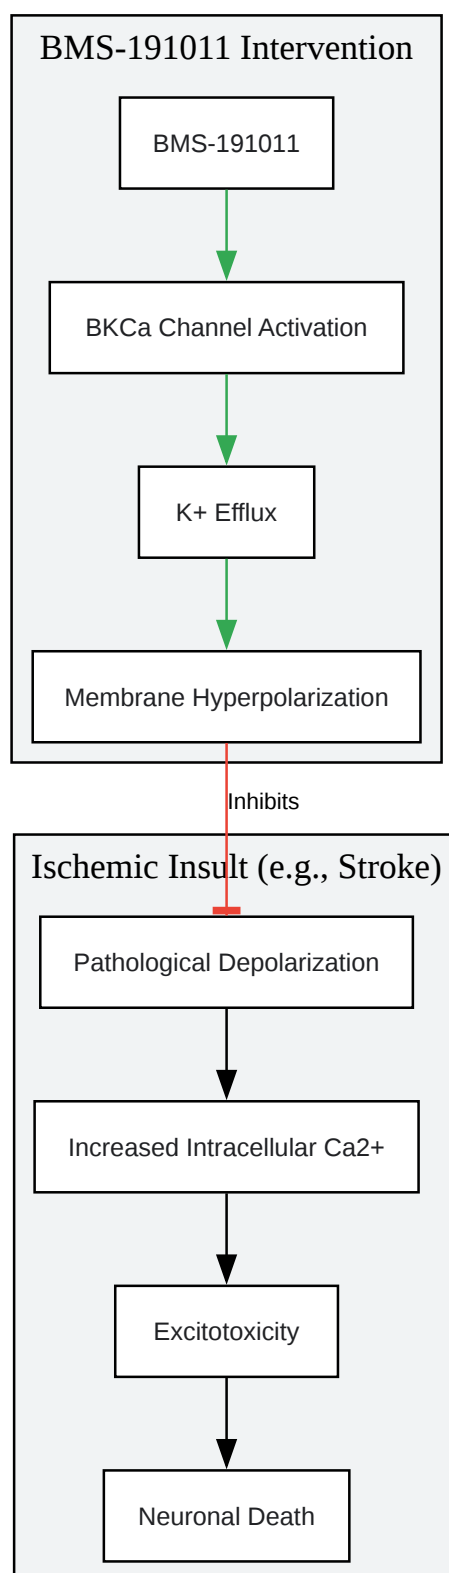 BMS-191011 Intervention
BMS-191011
BKCa Channel Activation
K+ Efflux
Membrane Hyperpolarization
Inhibits
Ischemic Insult (e.g., Stroke)
Pathological Depolarization
Increased Intracellular Ca2+
Excitotoxicity
Neuronal Death